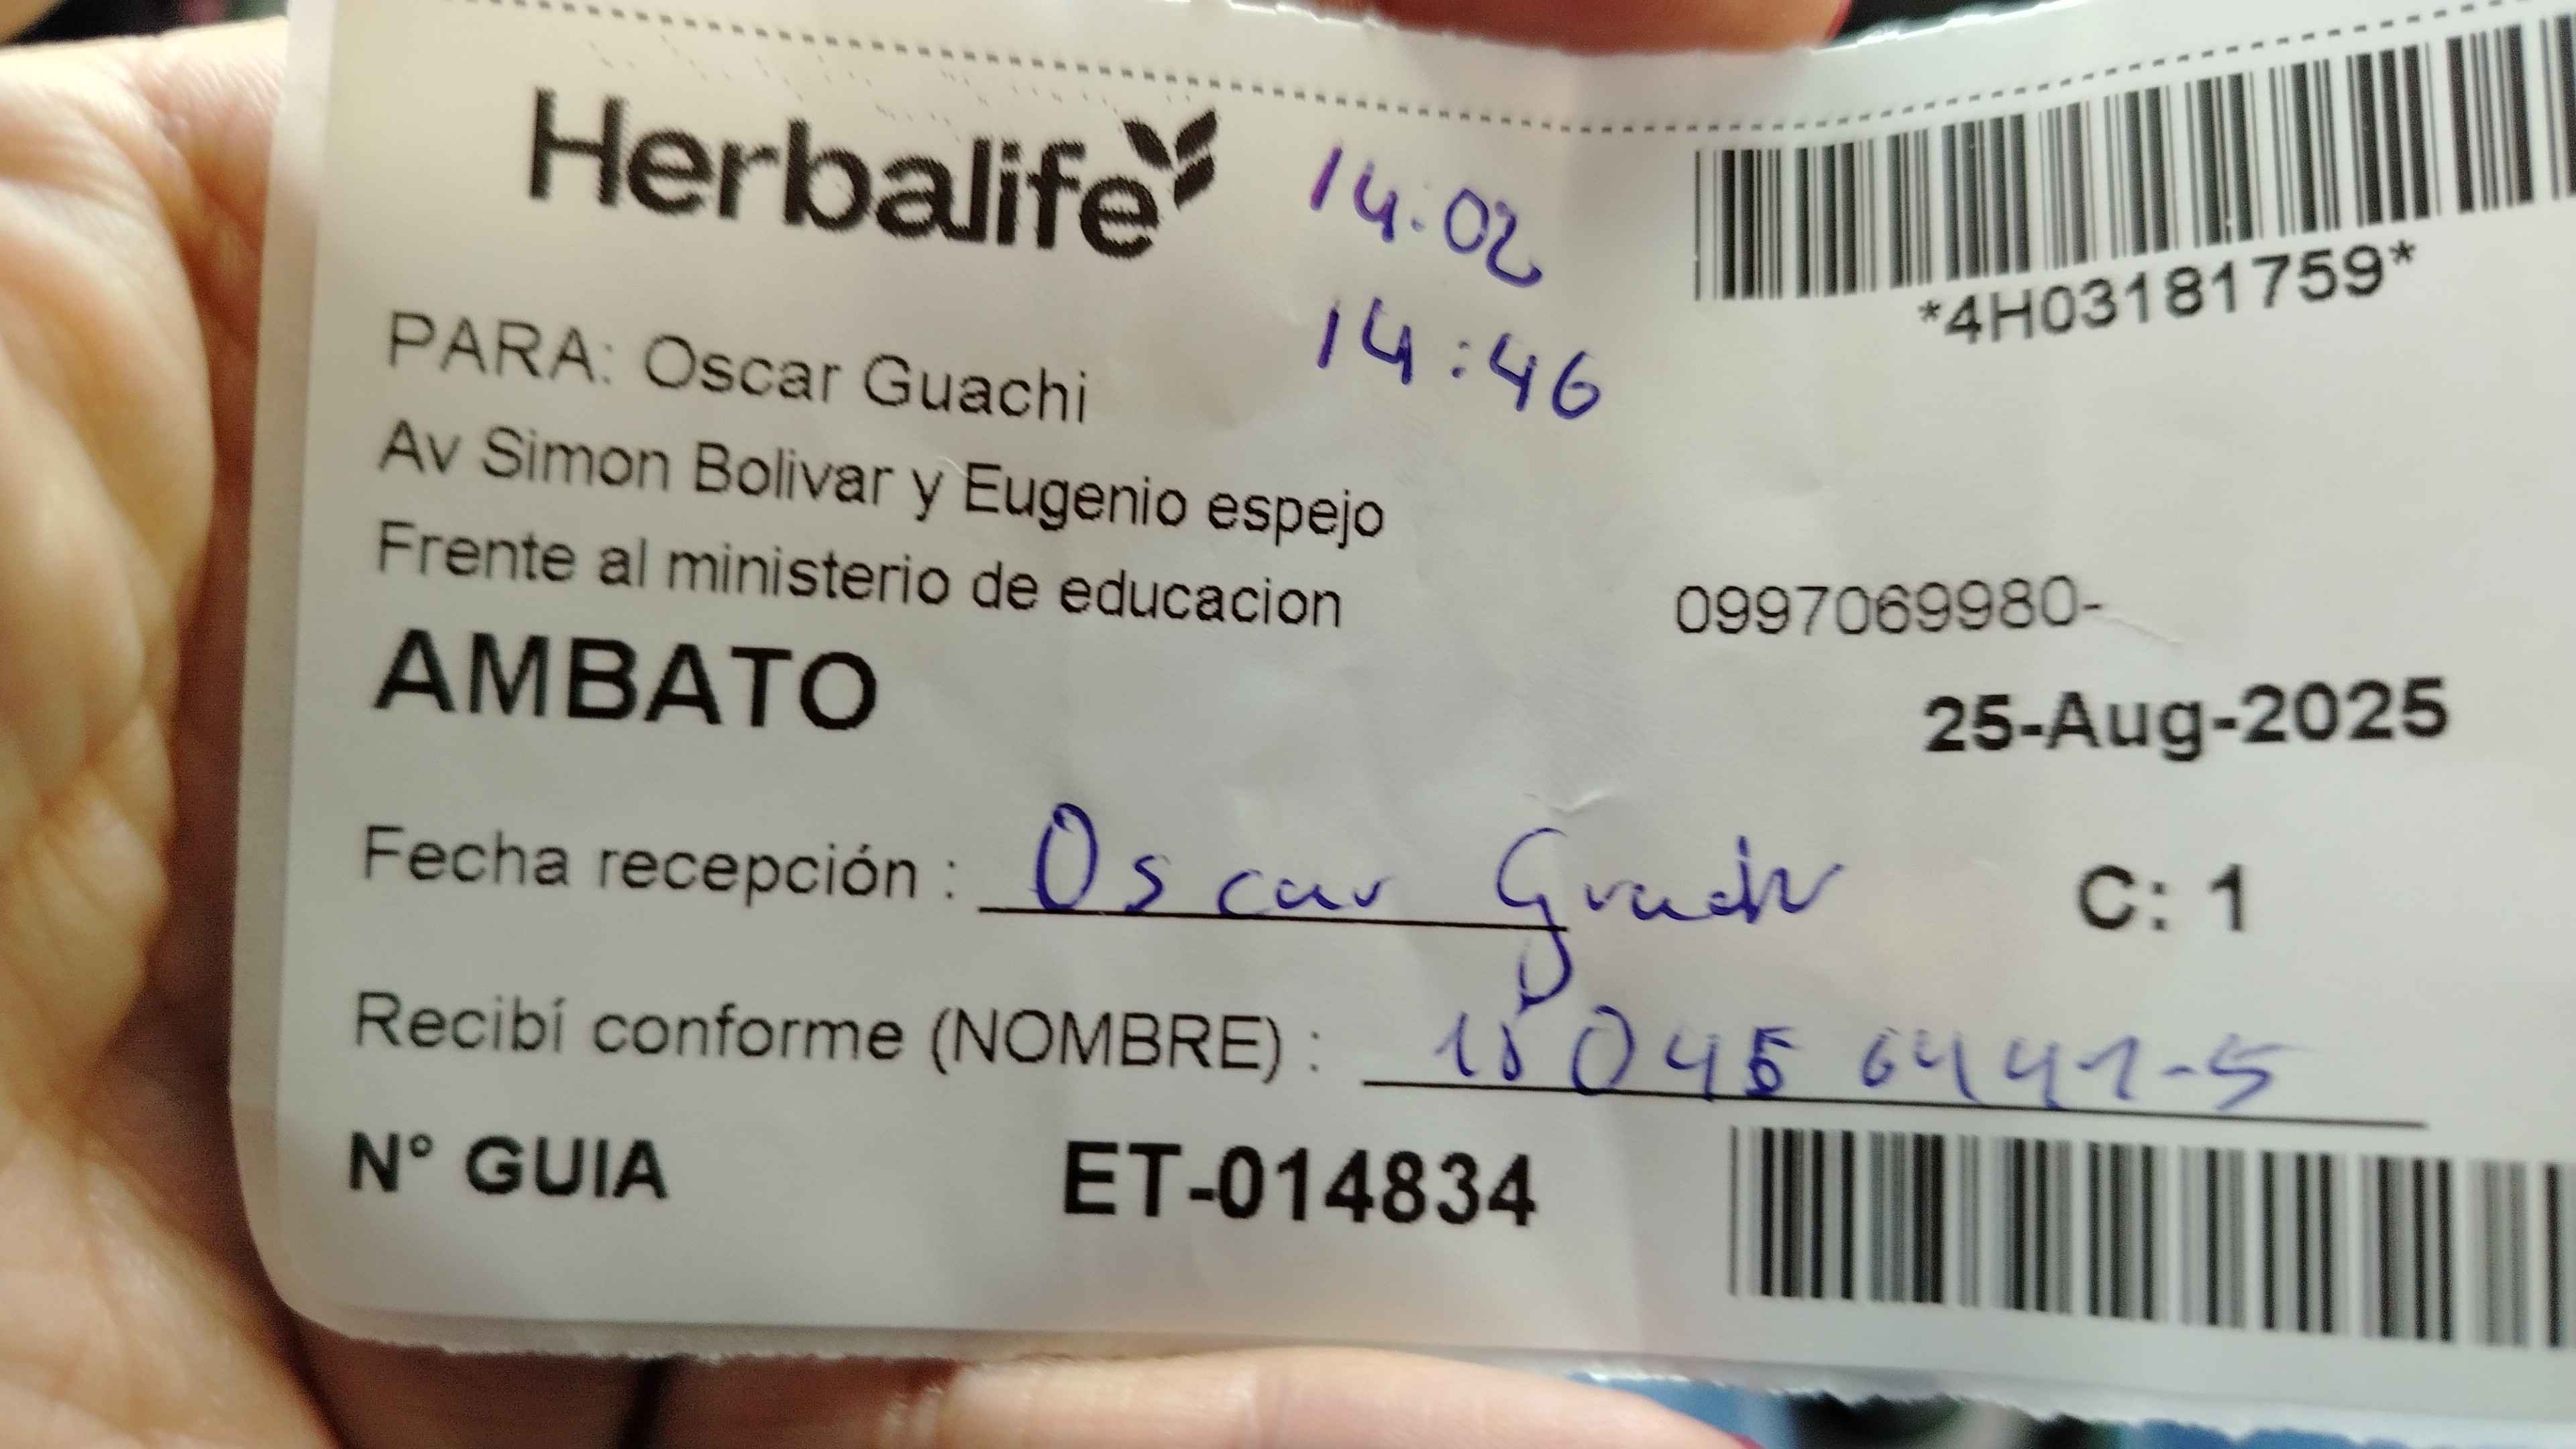 Herbalife
14:02
14:46
*4H03181759*
PARA: Oscar Guachi
Av Simon Bolivar y Eugenio espejo
Frente al ministerio de educacion
0997069980-
AMBATO
25-Aug-2025
Fecha recepción : Oscar Guachi
C: 1
Recibí conforme (NOMBRE) :
N° GUIA ET-014834